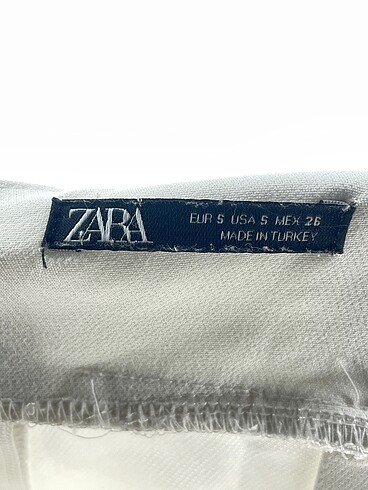 ZARA
EUR S USA S MEX 26
MADE IN TURKEY